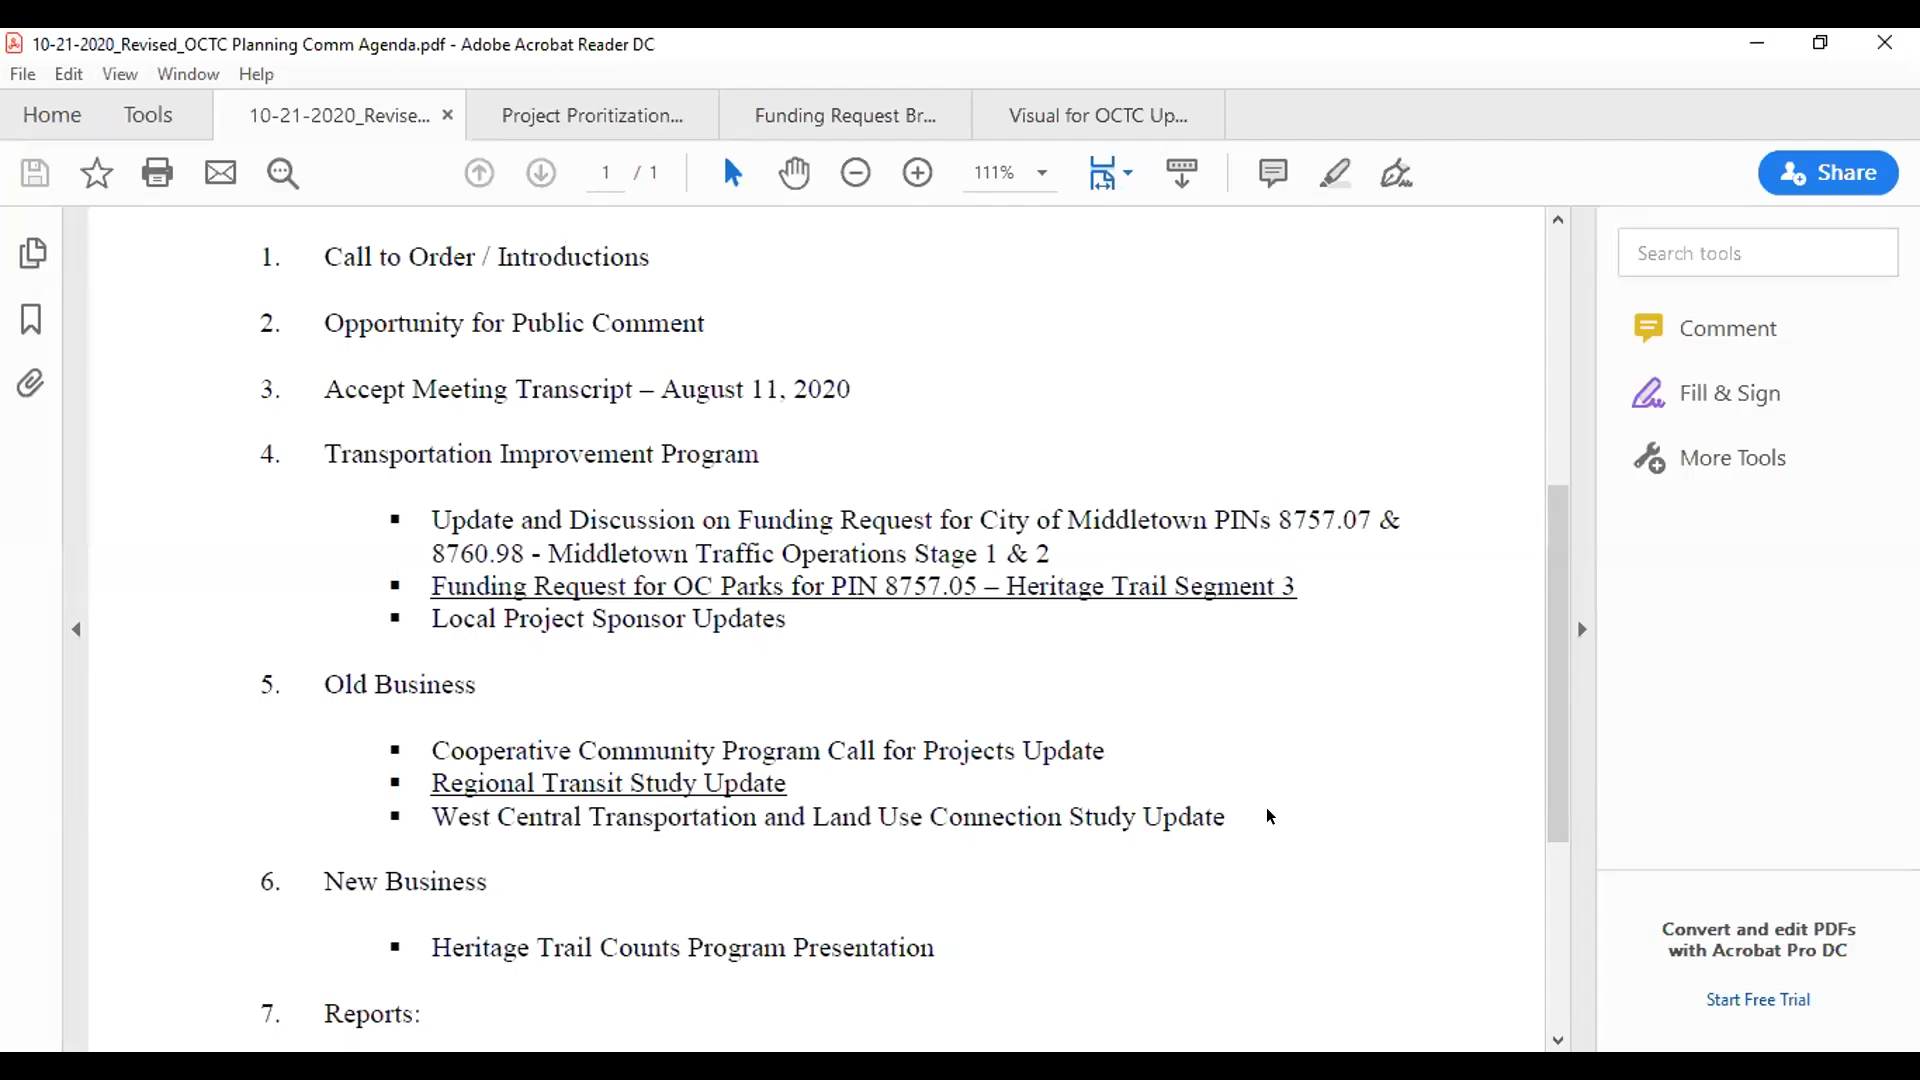 10-21-2020_Revised_OCTC Planning Comm Agenda.pdf - Adobe Acrobat Reader DC
File Edit View Window Help
Home Tools 10-21-2020_Revise... × Project Proritization... Funding Request Br... Visual for OCTC Up...
1 / 1 111% Share
1. Call to Order / Introductions
Search tools
2. Opportunity for Public Comment
Comment
3. Accept Meeting Transcript – August 11, 2020
Fill & Sign
4. Transportation Improvement Program
More Tools
▪ Update and Discussion on Funding Request for City of Middletown PINs 8757.07 &
8760.98 - Middletown Traffic Operations Stage 1 & 2
▪ Funding Request for OC Parks for PIN 8757.05 – Heritage Trail Segment 3
▪ Local Project Sponsor Updates
5. Old Business
▪ Cooperative Community Program Call for Projects Update
▪ Regional Transit Study Update
▪ West Central Transportation and Land Use Connection Study Update
6. New Business
▪ Heritage Trail Counts Program Presentation
7. Reports:
Convert and edit PDFs
with Acrobat Pro DC
Start Free Trial